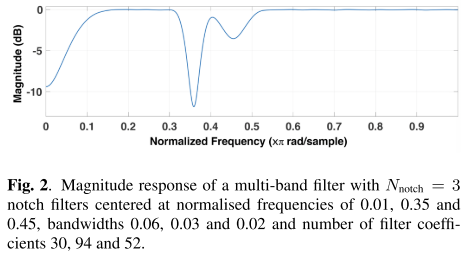 0
-5
-10
Magnitude (dB)
0 0.1 0.2 0.3 0.4 0.5 0.6 0.7 0.8 0.9
Normalized Frequency (×π rad/sample)
Fig. 2. Magnitude response of a multi-band filter with Nnotch = 3
notch filters centered at normalised frequencies of 0.01, 0.35 and
0.45, bandwidths 0.06, 0.03 and 0.02 and number of filter coeffi-
cients 30, 94 and 52.